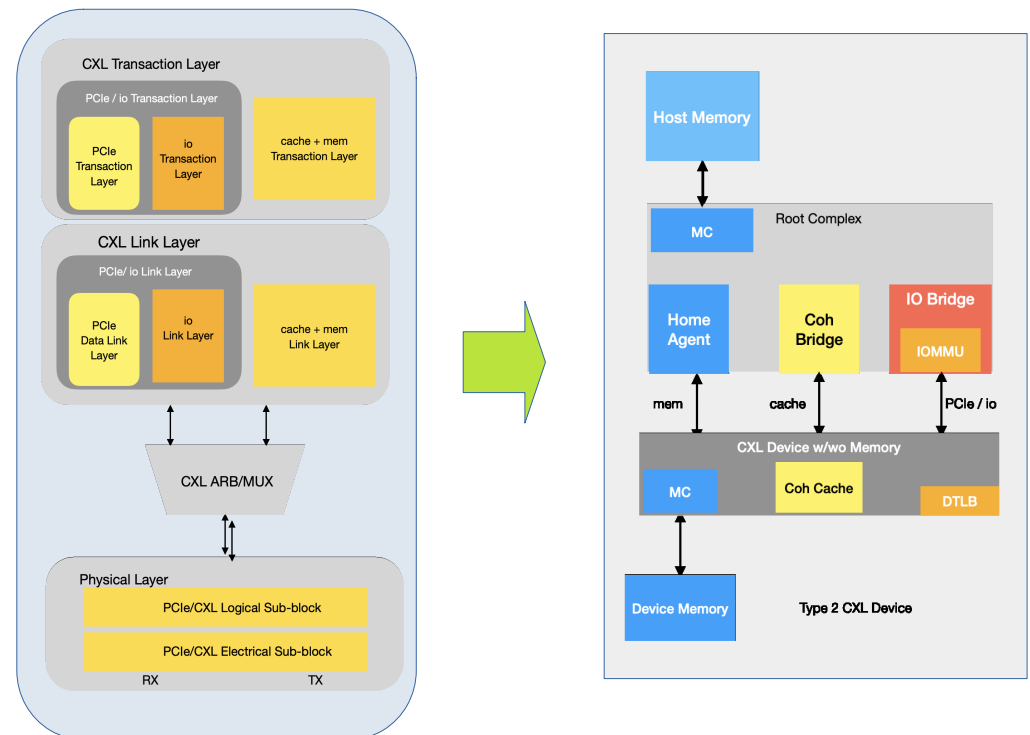 CXL Transaction Layer
PCIe / io Transaction Layer
PCIe
Transaction
Layer
io
Transaction
Layer
cache + mem
Transaction Layer
CXL Link Layer
PCIe/ io Link Layer
PCIe
Data Link
Layer
io
Link Layer
cache + mem
Link Layer
CXL ARB/MUX
Physical Layer
PCIe/CXL Logical Sub-block
PCIe/CXL Electrical Sub-block
RX
TX
Host Memory
Root Complex
MC
Home
Agent
Coh
Bridge
IO Bridge
IOMMU
mem
cache
PCIe / io
CXL Device w/wo Memory
MC
Coh Cache
DTLB
Device Memory
Type 2 CXL Device